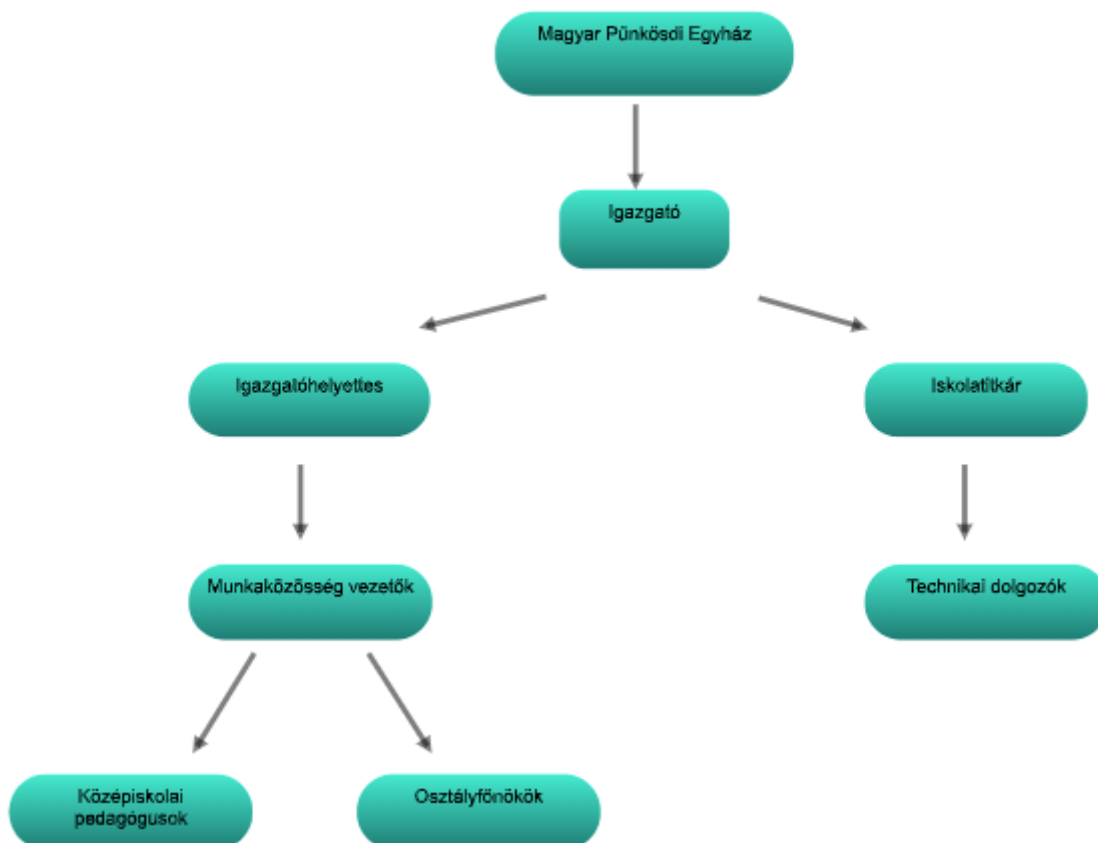 Magyar Pünkösdi Egyház
Igazgató
Igazgatóhelyettes
Iskolatitkár
Munkaközösség vezetők
Technikai dolgozók
Középiskolai
pedagógusok
Osztályfőnökök